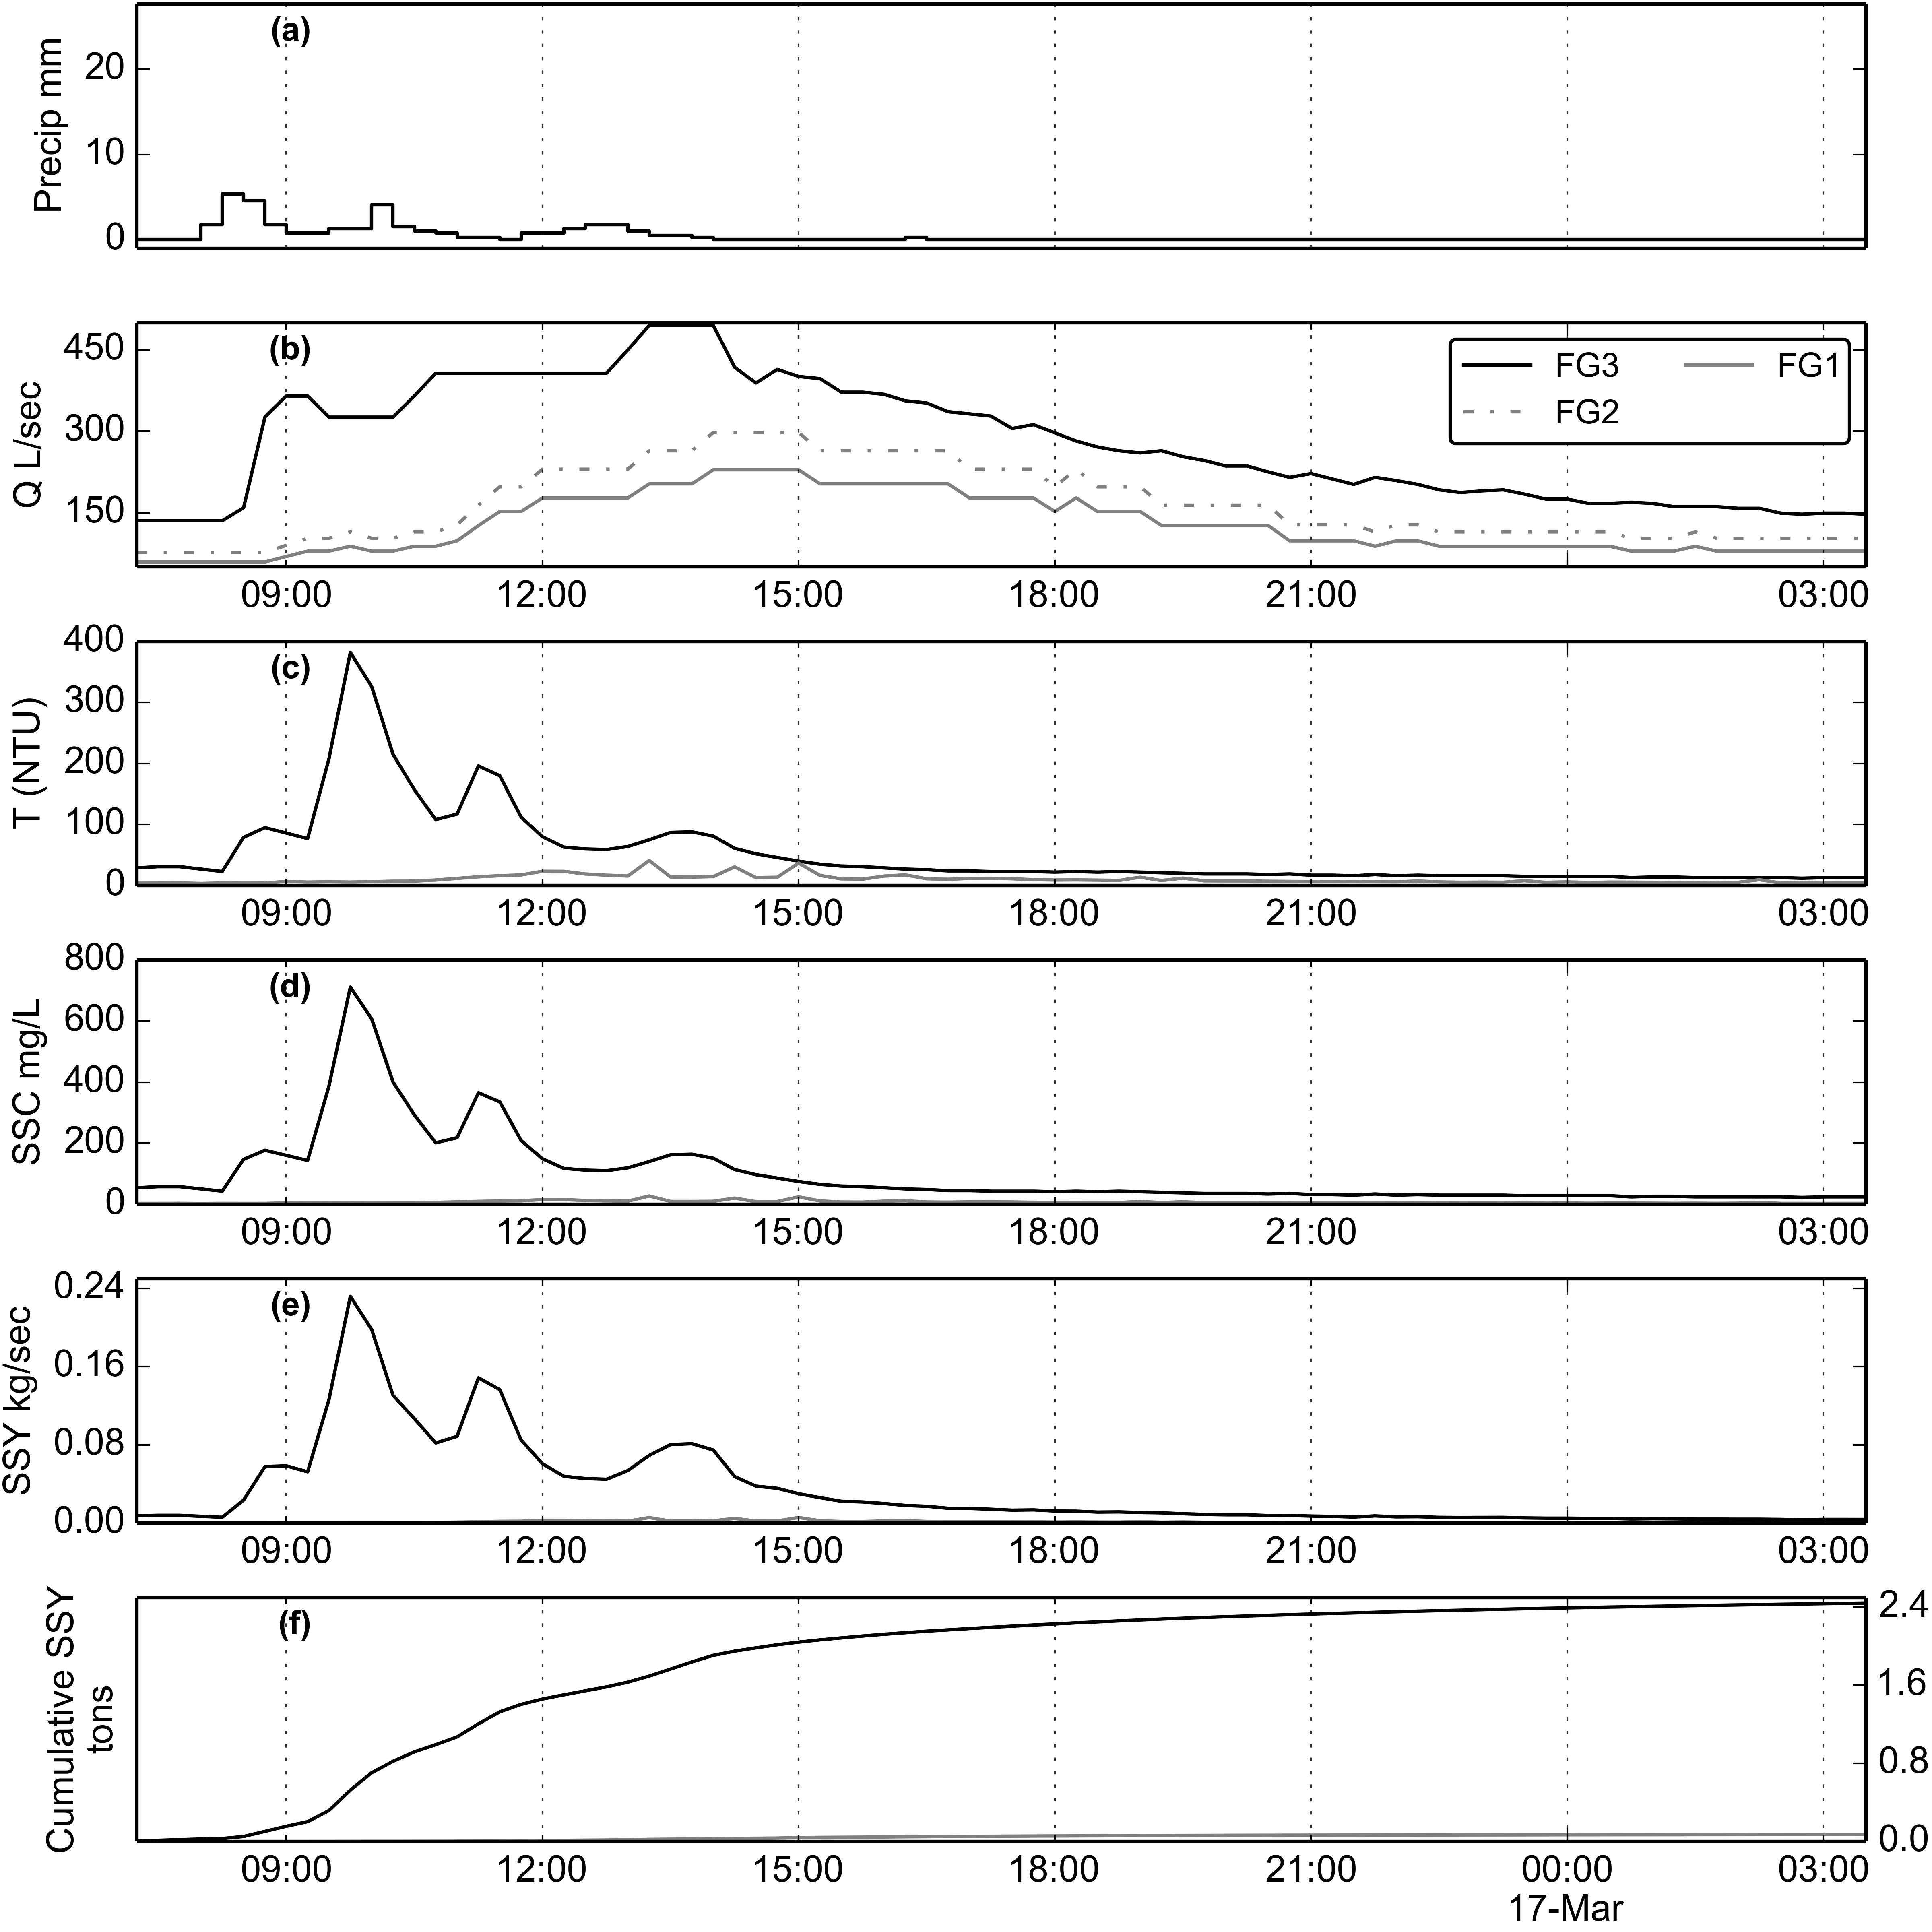 (a)
Precip mm
20
10
0
(b)
Q L/sec
450
300
150
FG3
FG1
FG2
09:00 12:00 15:00 18:00 21:00 03:00
(c)
T (NTU)
400
300
200
100
0
09:00 12:00 15:00 18:00 21:00 03:00
(d)
SSC mg/L
800
600
400
200
0
09:00 12:00 15:00 18:00 21:00 03:00
(e)
SSY kg/sec
0.24
0.16
0.08
0.00
09:00 12:00 15:00 18:00 21:00 03:00
(f)
Cumulative SSY
tons
2.4
1.6
0.8
0.0
09:00 12:00 15:00 18:00 21:00 00:00 03:00
17-Mar